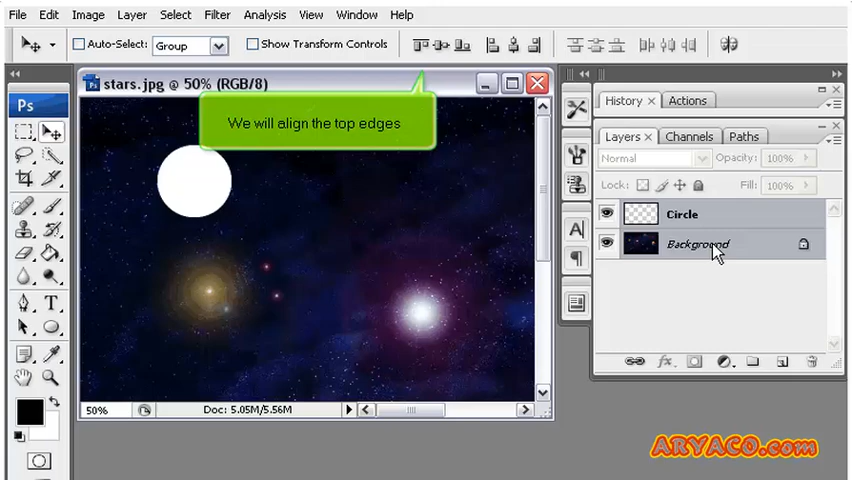 File Edit Image Layer Select Filter Analysis View Window Help
Auto-Select: Group Show Transform Controls
stars.jpg @ 50% (RGB/8)
We will align the top edges
Ps
History × Actions
Layers × Channels Paths
Normal Opacity: 100%
Lock: Fill: 100%
Circle
Background
50% Doc: 5.05M/5.56M
ARYACO.com